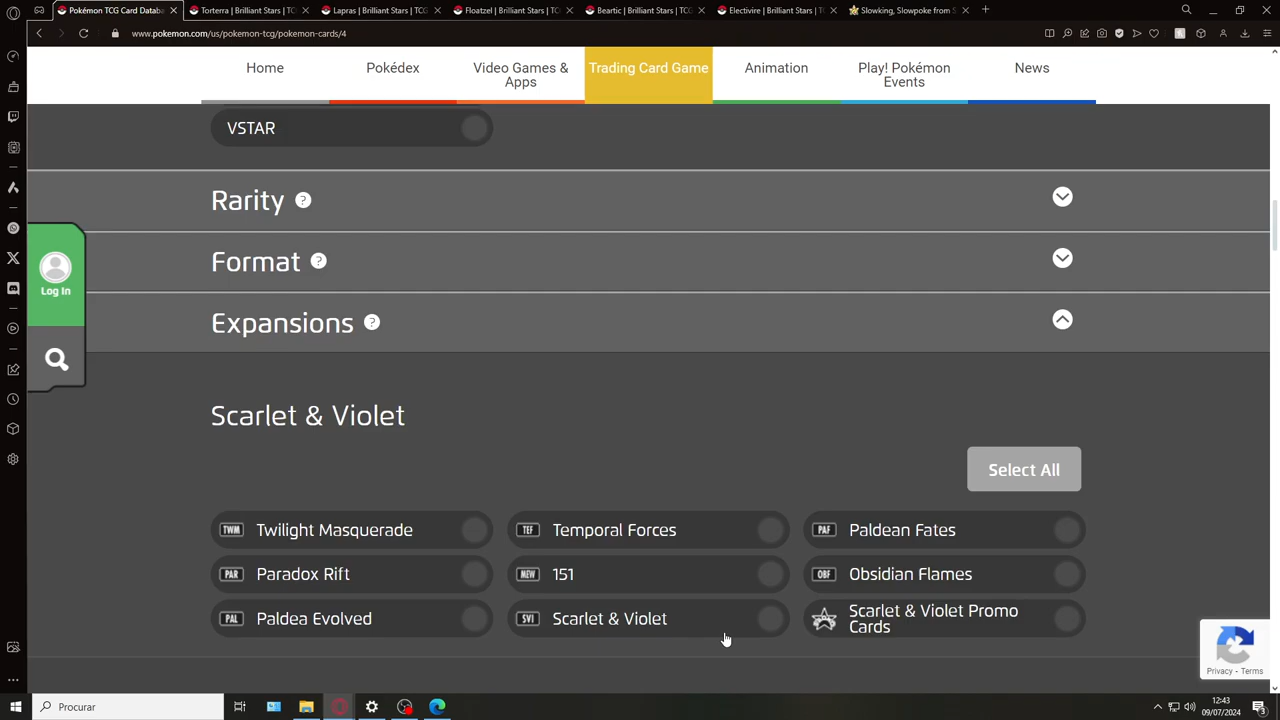 Pokémon TCG Card Datab
Torterra | Brilliant Stars | TC
Lapras | Brilliant Stars | TCG
Floatzel | Brilliant Stars | TC
Beartic | Brilliant Stars | TCG
Electivire | Brilliant Stars | T
Slowking, Slowpoke from S
www.pokemon.com/us/pokemon-tcg/pokemon-cards/4
Home
Pokédex
Video Games &
Apps
Trading Card Game
Animation
Play! Pokémon
Events
News
VSTAR
Rarity ?
Format ?
Expansions ?
Log In
Scarlet & Violet
Select All
TWM Twilight Masquerade
TEF Temporal Forces
PAF Paldean Fates
PAR Paradox Rift
MEW 151
OBF Obsidian Flames
PAL Paldea Evolved
SVI Scarlet & Violet
Scarlet & Violet Promo
Cards
Privacy - Terms
Procurar
12:43
09/07/2024
3